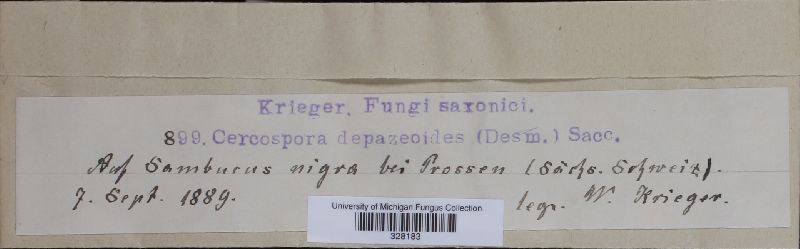 Krieger, Fungi saxonici.
899. Cercospora depazeoides (Desm.) Sacc.
Auf Sambucus nigra bei Prossen (Sächs. Schweiz).
7. Sept. 1889.
legr. W. Krieger.
University of Michigan Fungus Collection
328183